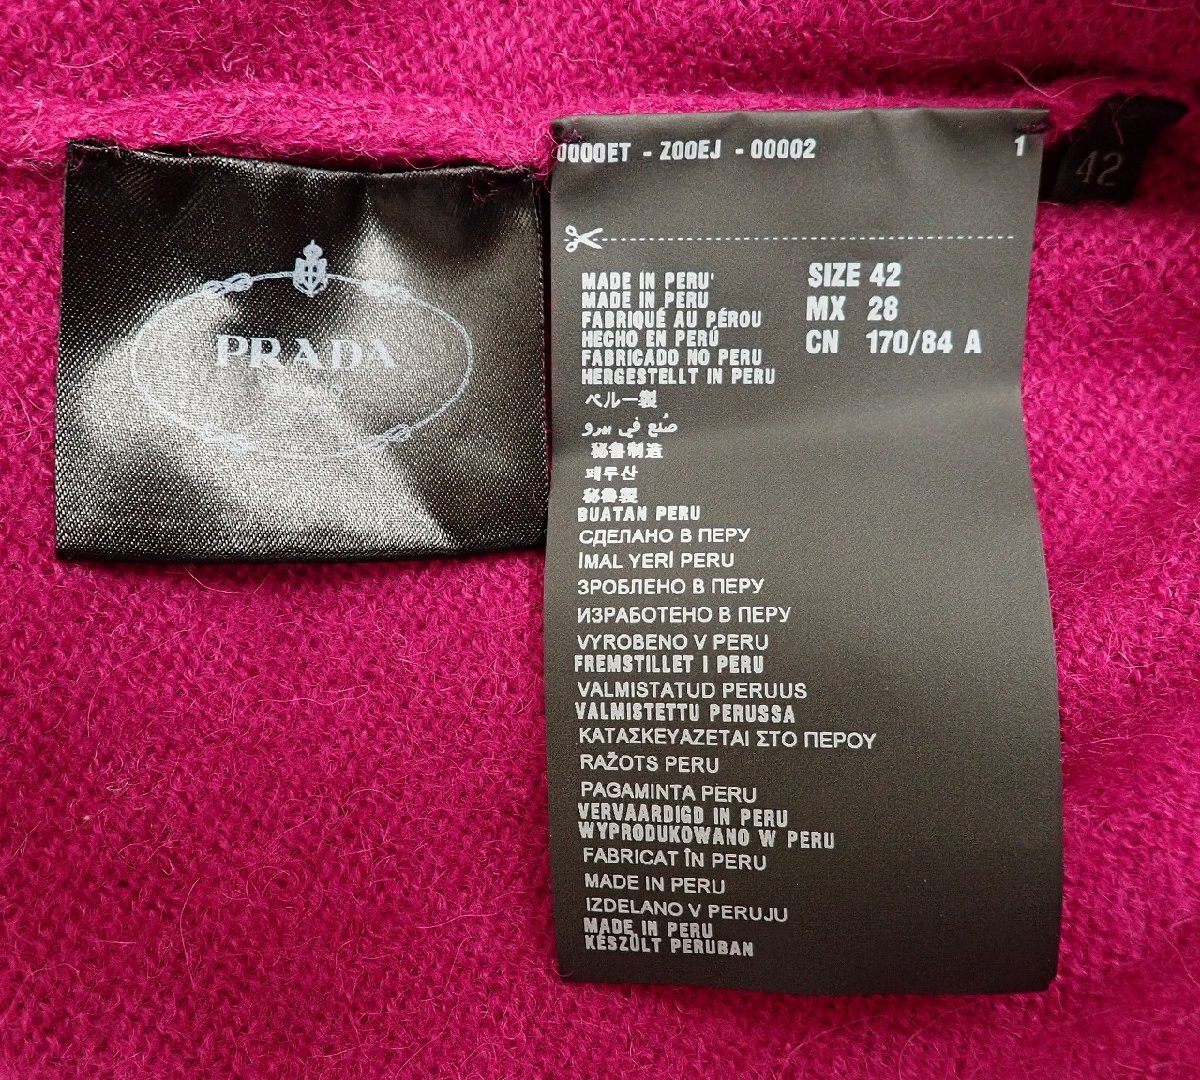 PRADA
0000ET - Z00EJ - 00002 1
42
MADE IN PERU'
MADE IN PERU
FABRIQUÉ AU PÉROU
HECHO EN PERÚ
FABRICADO NO PERU
HERGESTELLT IN PERU
SIZE 42
MX 28
CN 170/84 A
ペルー製
صنع في
秘鲁制造
페루산
秘魯製
BUATAN PERU
СДЕЛАНО В ПЕРУ
İMAL YERİ PERU
ЗРОБЛЕНО В ПЕРУ
ИЗРАБОТЕНО В ПЕРУ
VYROBENO V PERU
FREMSTILLET I PERU
VALMISTATUD PERUUS
VALMISTETTU PERUSSA
ΚΑΤΑΣΚΕΥΑΖΕΤΑΙ ΣΤΟ ΠΕΡΟΥ
RAŽOTS PERU
PAGAMINTA PERU
VERVAARDIGD IN PERU
WYPRODUKOWANO W PERU
FABRICAT ÎN PERU
MADE IN PERU
IZDELANO V PERUJU
MADE IN PERU
KÉSZÜLT PERUBAN